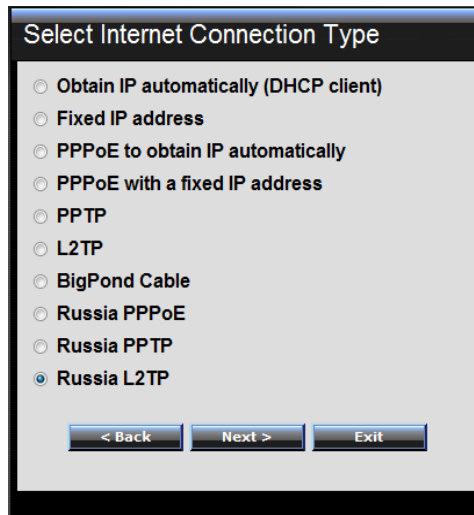 Select Internet Connection Type
Obtain IP automatically (DHCP client)
Fixed IP address
PPPoE to obtain IP automatically
PPPoE with a fixed IP address
PPTP
L2TP
BigPond Cable
Russia PPPoE
Russia PPTP
Russia L2TP
< Back Next > Exit